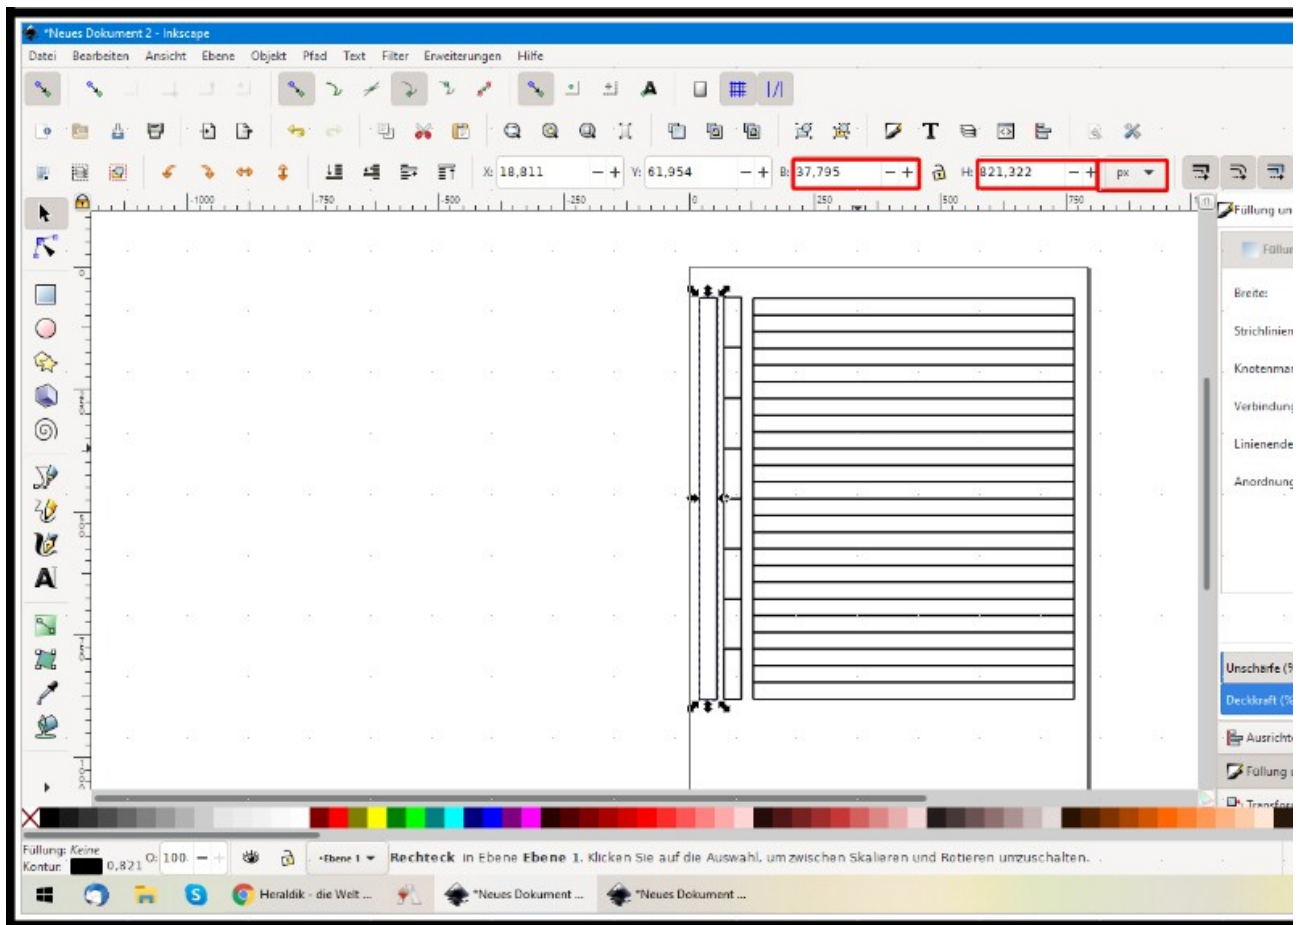 *Neues Dokument 2 - Inkscape
Datei Bearbeiten Ansicht Ebene Objekt Pfad Text Filter Erweiterungen Hilfe
X: 18,811 Y: 61,954 B: 37,795 H: 821,322 px
-1000 -750 -500 -250 0 250 500 750
Füllung un
Füllun
Breite:
Strichlinien
Knotenmar
Verbindung
Linienende
Anordnung
Unschärfe (%
Deckkraft (%
Ausrichte
Füllung u
Transfor
Füllung: Keine
Kontur: 0,821 O: 100 Ebene 1 Rechteck in Ebene Ebene 1. Klicken Sie auf die Auswahl, um zwischen Skalieren und Rotieren umzuschalten.
Heraldik - die Welt ... *Neues Dokument ... *Neues Dokument ...